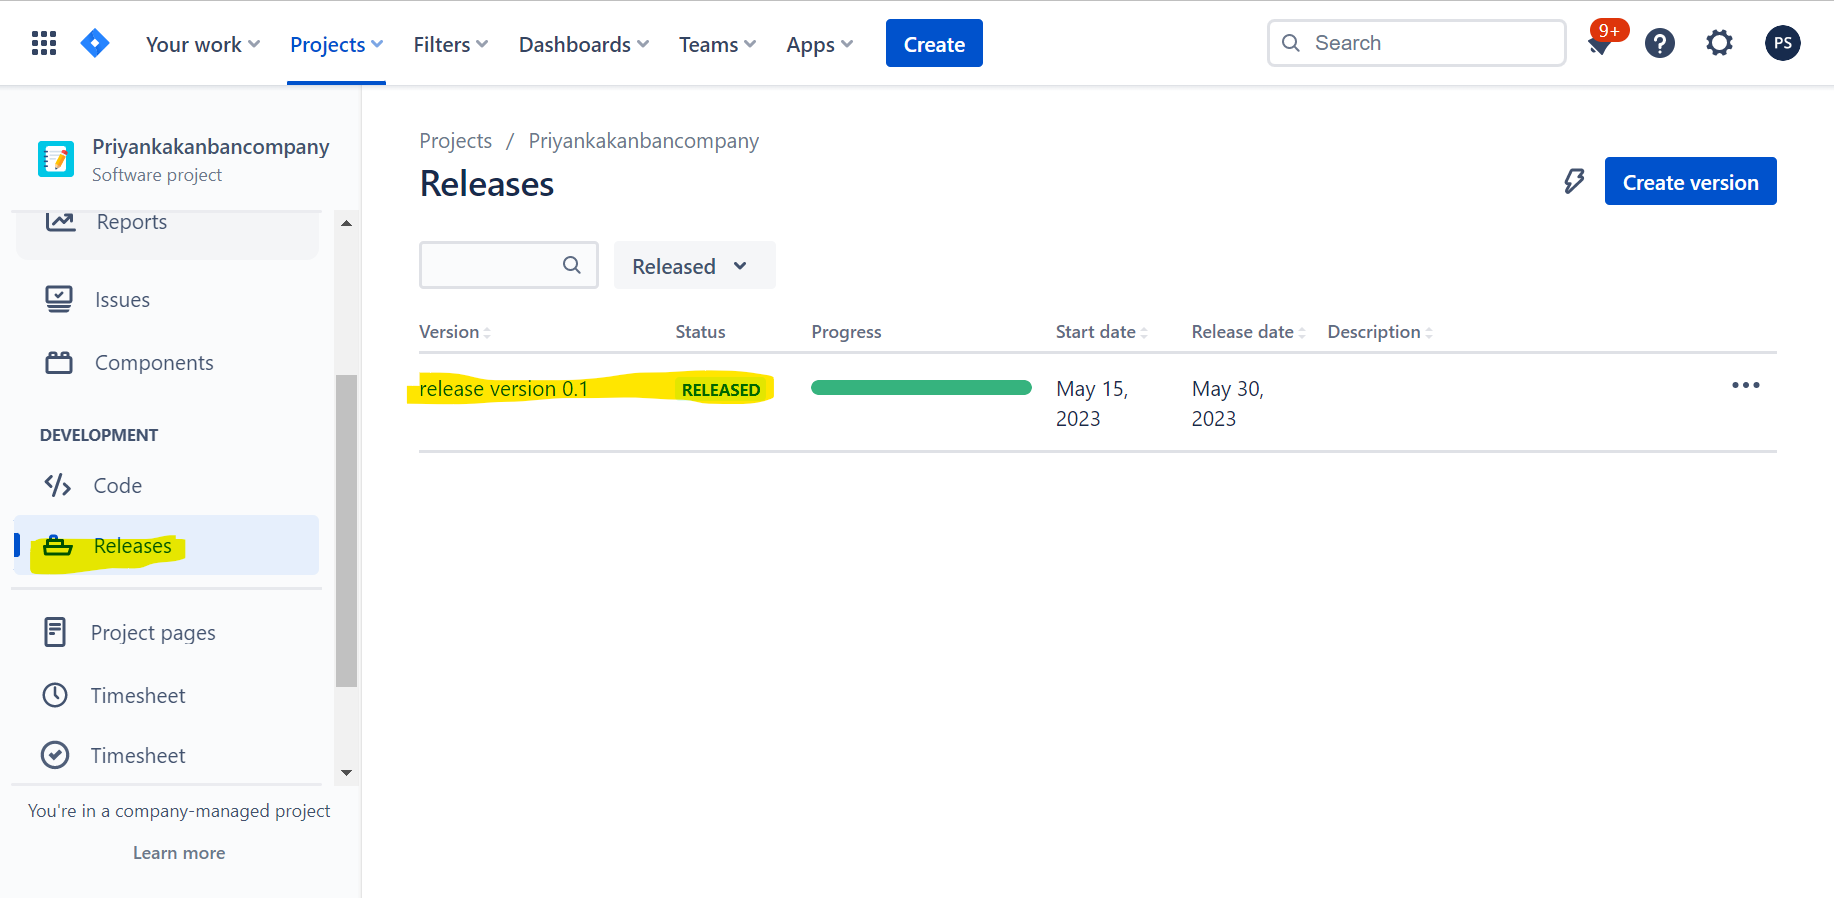 Your work Projects Filters Dashboards Teams Apps Create Search 9+ ? PS
Priyankakanbancompany
Software project
Reports
Issues
Components
DEVELOPMENT
Code
Releases
Project pages
Timesheet
Timesheet
You're in a company-managed project
Learn more
Projects / Priyankakanbancompany
Releases
Create version
Released
Version Status Progress Start date Release date Description
release version 0.1 RELEASED May 15, 2023 May 30, 2023